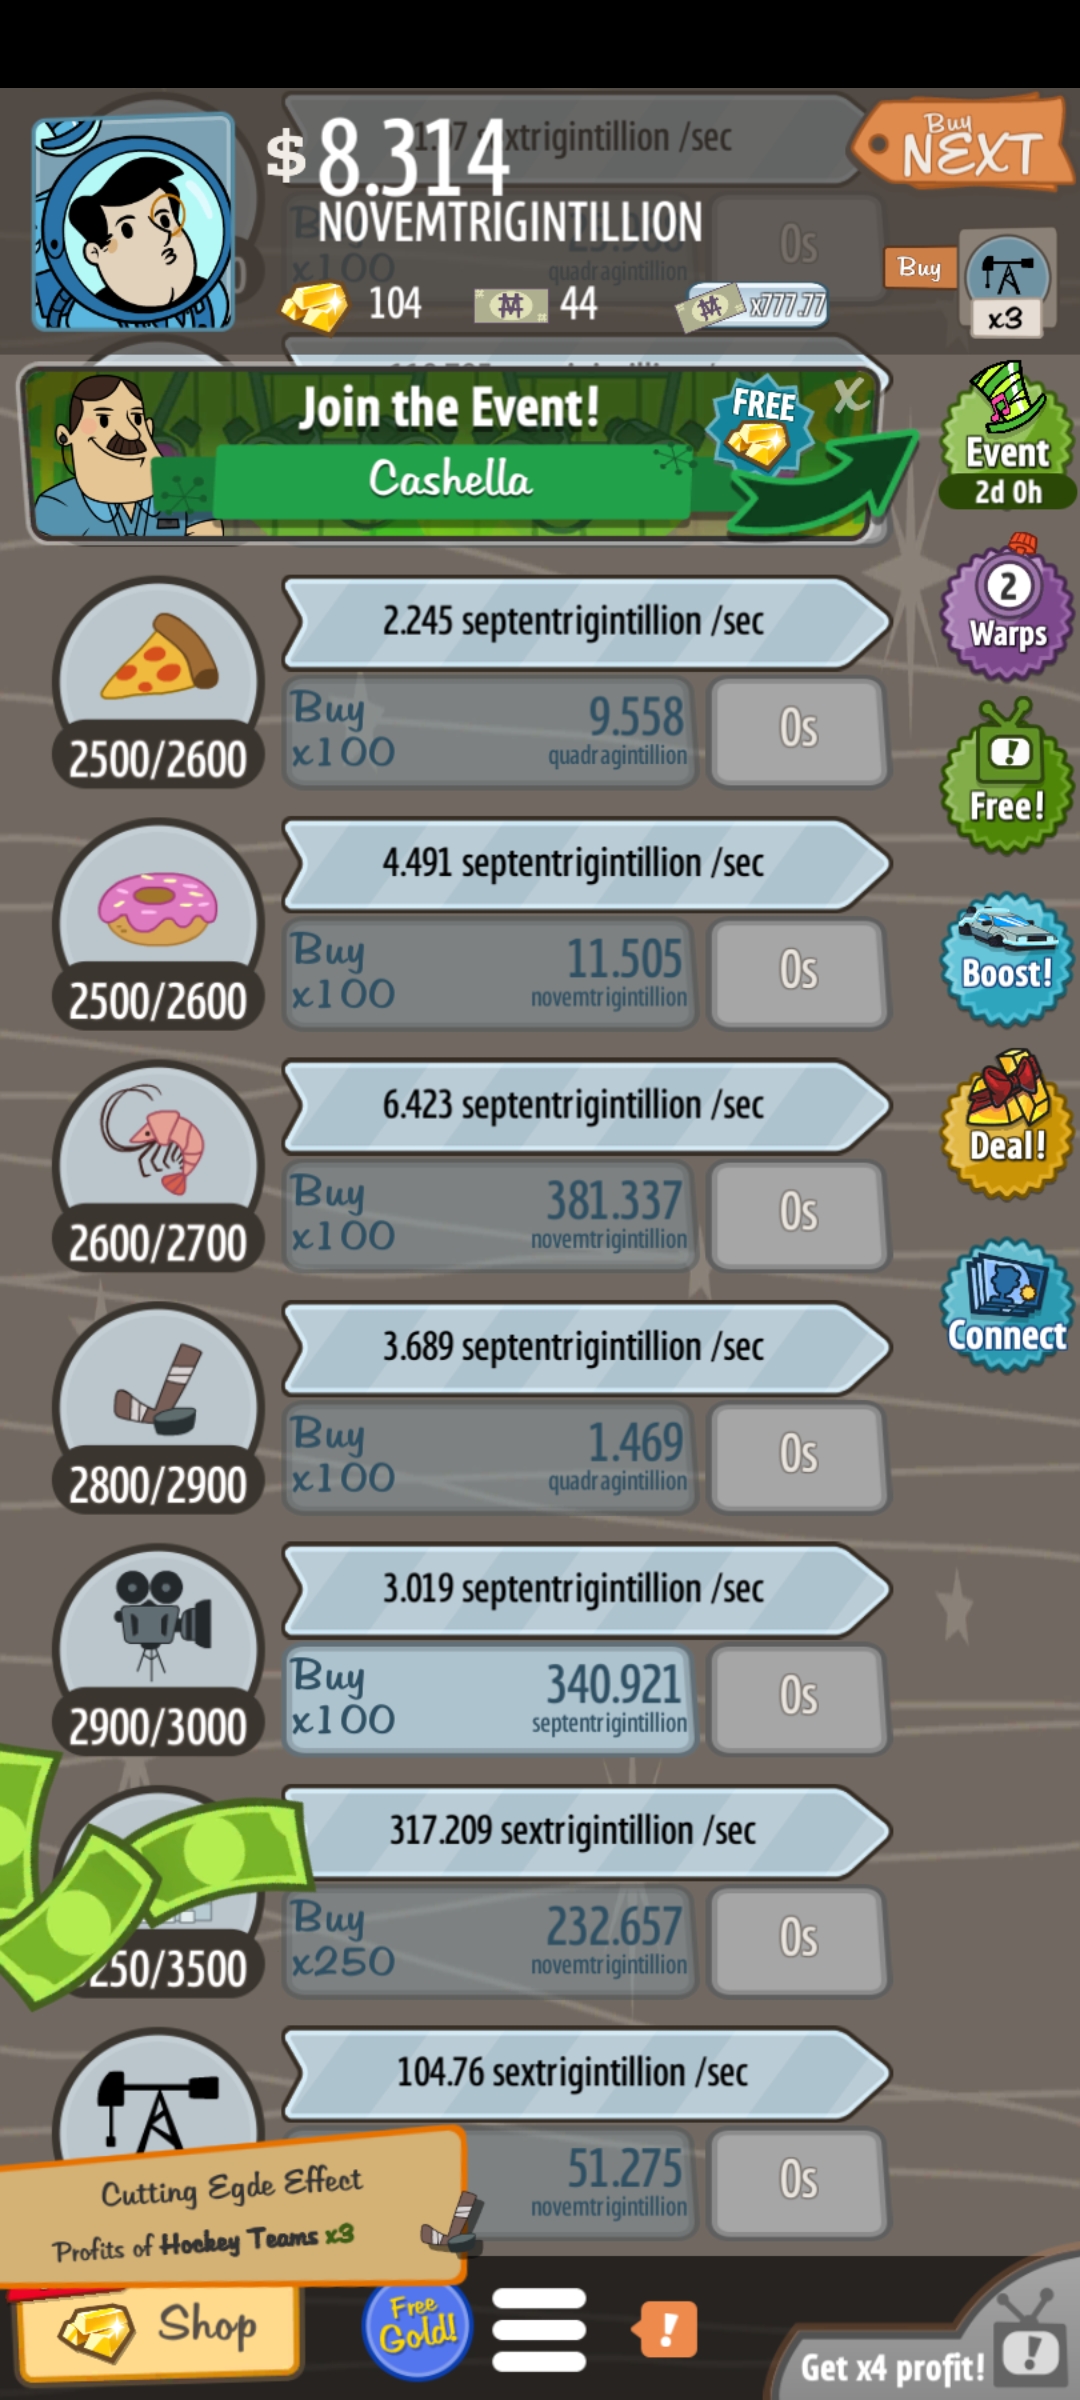 $ 8.314
NOVEMTRIGINTILLION
Buy
NEXT
/sec
x100
quadragintillion
0s
104
44
x777.77
Buy
x3
Join the Event!
Cashella
FREE
X
Event
2d 0h
2.245 septentrigintillion /sec
2500/2600
Buy
x100
9.558
quadragintillion
0s
2
Warps
4.491 septentrigintillion /sec
2500/2600
Buy
x100
11.505
novemtrigintillion
0s
!
Free!
Boost!
6.423 septentrigintillion /sec
2600/2700
Buy
x100
381.337
novemtrigintillion
0s
Deal!
3.689 septentrigintillion /sec
2800/2900
Buy
x100
1.469
quadragintillion
0s
Connect
3.019 septentrigintillion /sec
2900/3000
Buy
x100
340.921
septentrigintillion
0s
317.209 sextrigintillion /sec
250/3500
Buy
x250
232.657
novemtrigintillion
0s
104.76 sextrigintillion /sec
51.275
novemtrigintillion
0s
Cutting Egde Effect
Profits of Hockey Teams x3
Shop
Free
Gold!
!
Get x4 profit!
!